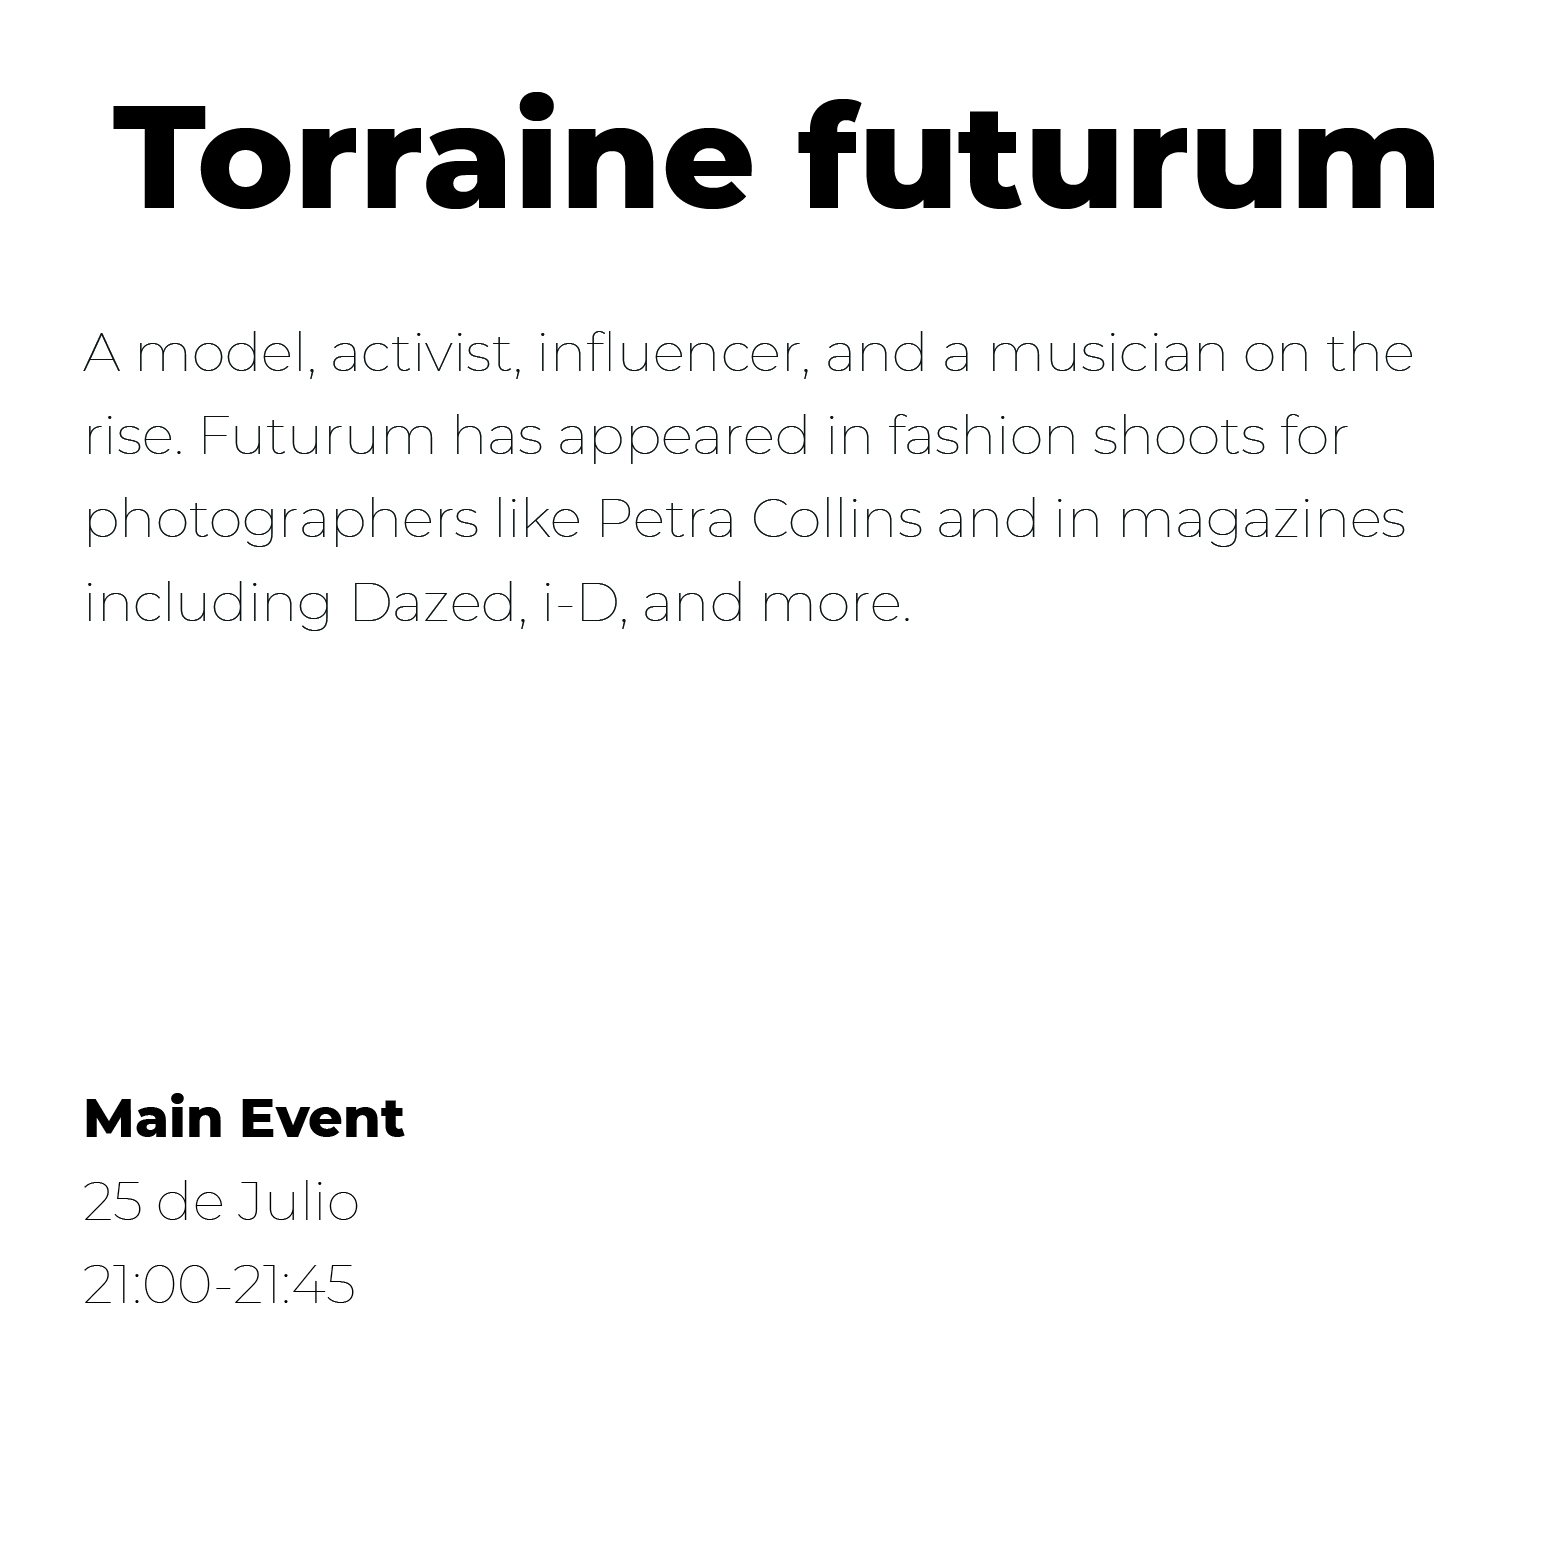 Torraine futurum
A model, activist, influencer, and a musician on the
rise. Futurum has appeared in fashion shoots for
photographers like Petra Collins and in magazines
including Dazed, i-D, and more.
Main Event
25 de Julio
21:00-21:45